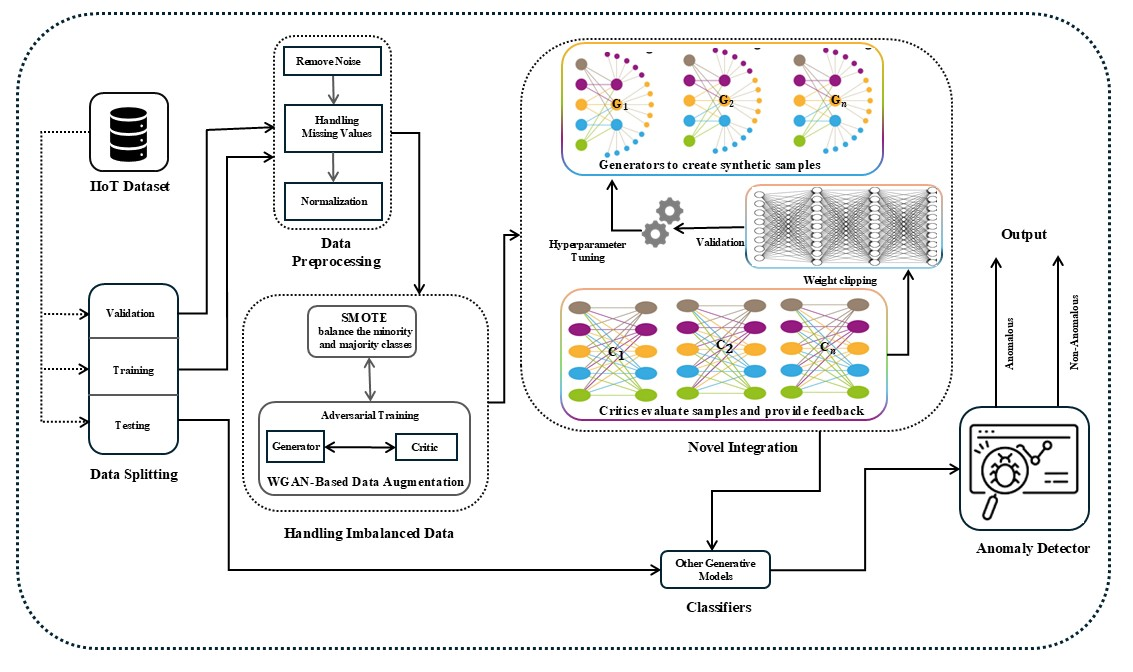 Remove Noise
Handling
Missing Values
Normalization
Data
Preprocessing
IIoT Dataset
Validation
Training
Testing
Data Splitting
SMOTE
balance the minority
and majority classes
Adversarial Training
Generator
Critic
WGAN-Based Data Augmentation
Handling Imbalanced Data
G1
G2
Gn
Generators to create synthetic samples
Hyperparameter
Tuning
Validation
Weight clipping
C1
C2
Cn
Critics evaluate samples and provide feedback
Novel Integration
Other Generative
Models
Classifiers
Output
Anomalous
Non-Anomalous
Anomaly Detector